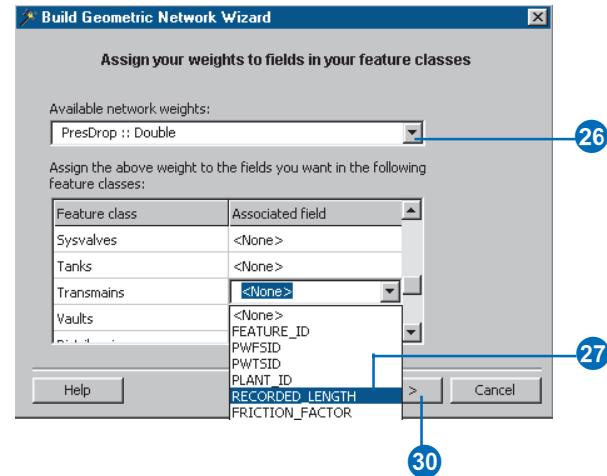 Build Geometric Network Wizard
Assign your weights to fields in your feature classes
Available network weights:
PresDrop :: Double
26
Assign the above weight to the fields you want in the following
feature classes:
Feature class Associated field
Sysvalves <None>
Tanks <None>
Transmains <None>
Vaults <None>
FEATURE_ID
PWFSID
27
PWTSID
PLANT_ID
RECORDED_LENGTH
FRICTION_FACTOR
Help > Cancel
30